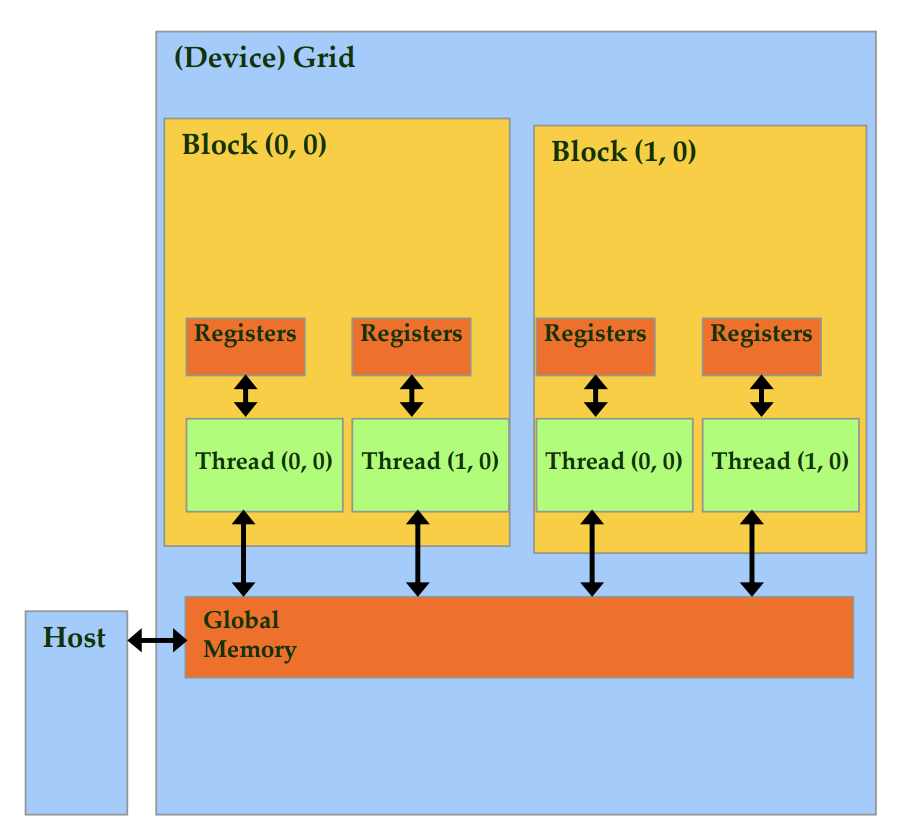 (Device) Grid
Block (0, 0)
Block (1, 0)
Registers
Registers
Registers
Registers
Thread (0, 0)
Thread (1, 0)
Thread (0, 0)
Thread (1, 0)
Global
Memory
Host